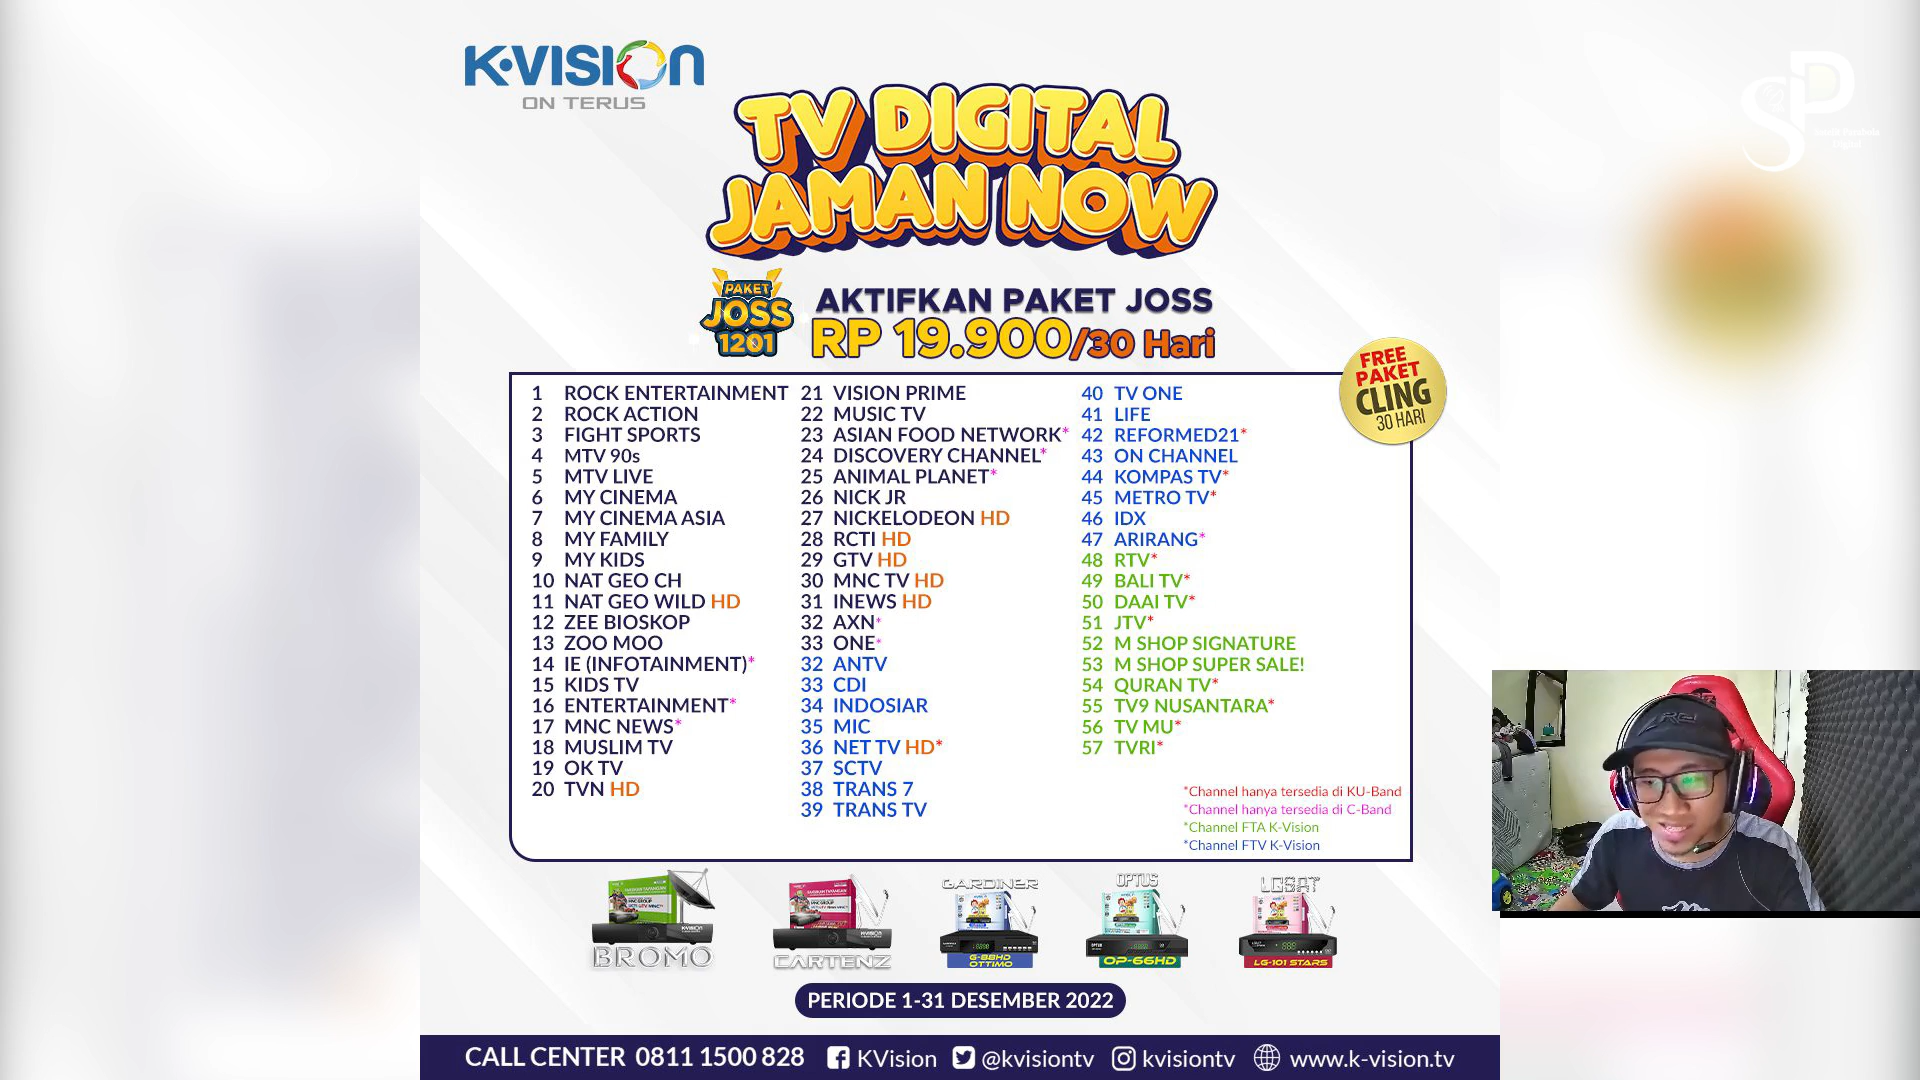 K-VISION
ON TERUS
TV DIGITAL
JAMAN NOW
PAKET
JOSS
1201
AKTIFKAN PAKET JOSS
RP 19.900/30 Hari
FREE
PAKET
CLING
30 HARI
1 ROCK ENTERTAINMENT
2 ROCK ACTION
3 FIGHT SPORTS
4 MTV 90s
5 MTV LIVE
6 MY CINEMA
7 MY CINEMA ASIA
8 MY FAMILY
9 MY KIDS
10 NAT GEO CH
11 NAT GEO WILD HD
12 ZEE BIOSKOP
13 ZOO MOO
14 IE (INFOTAINMENT)*
15 KIDS TV
16 ENTERTAINMENT*
17 MNC NEWS*
18 MUSLIM TV
19 OK TV
20 TVN HD
21 VISION PRIME
22 MUSIC TV
23 ASIAN FOOD NETWORK*
24 DISCOVERY CHANNEL*
25 ANIMAL PLANET*
26 NICK JR
27 NICKELODEON HD
28 RCTI HD
29 GTV HD
30 MNC TV HD
31 INEWS HD
32 AXN*
33 ONE*
32 ANTV
33 CDI
34 INDOSIAR
35 MIC
36 NET TV HD*
37 SCTV
38 TRANS 7
39 TRANS TV
40 TV ONE
41 LIFE
42 REFORMED21*
43 ON CHANNEL
44 KOMPAS TV*
45 METRO TV*
46 IDX
47 ARIRANG*
48 RTV*
49 BALI TV*
50 DAAI TV*
51 JTV*
52 M SHOP SIGNATURE
53 M SHOP SUPER SALE!
54 QURAN TV*
55 TV9 NUSANTARA*
56 TV MU*
57 TVRI*
*Channel hanya tersedia di KU-Band
*Channel hanya tersedia di C-Band
*Channel FTA K-Vision
*Channel FTV K-Vision
BROMO
CARTENZ
GARDINER
G-88HD
OTTIMO
OPTUS
OP-66HD
LGSAT
LG-101 STARS
PERIODE 1-31 DESEMBER 2022
CALL CENTER 0811 1500 828 KVision @kvisiontv kvisiontv www.k-vision.tv